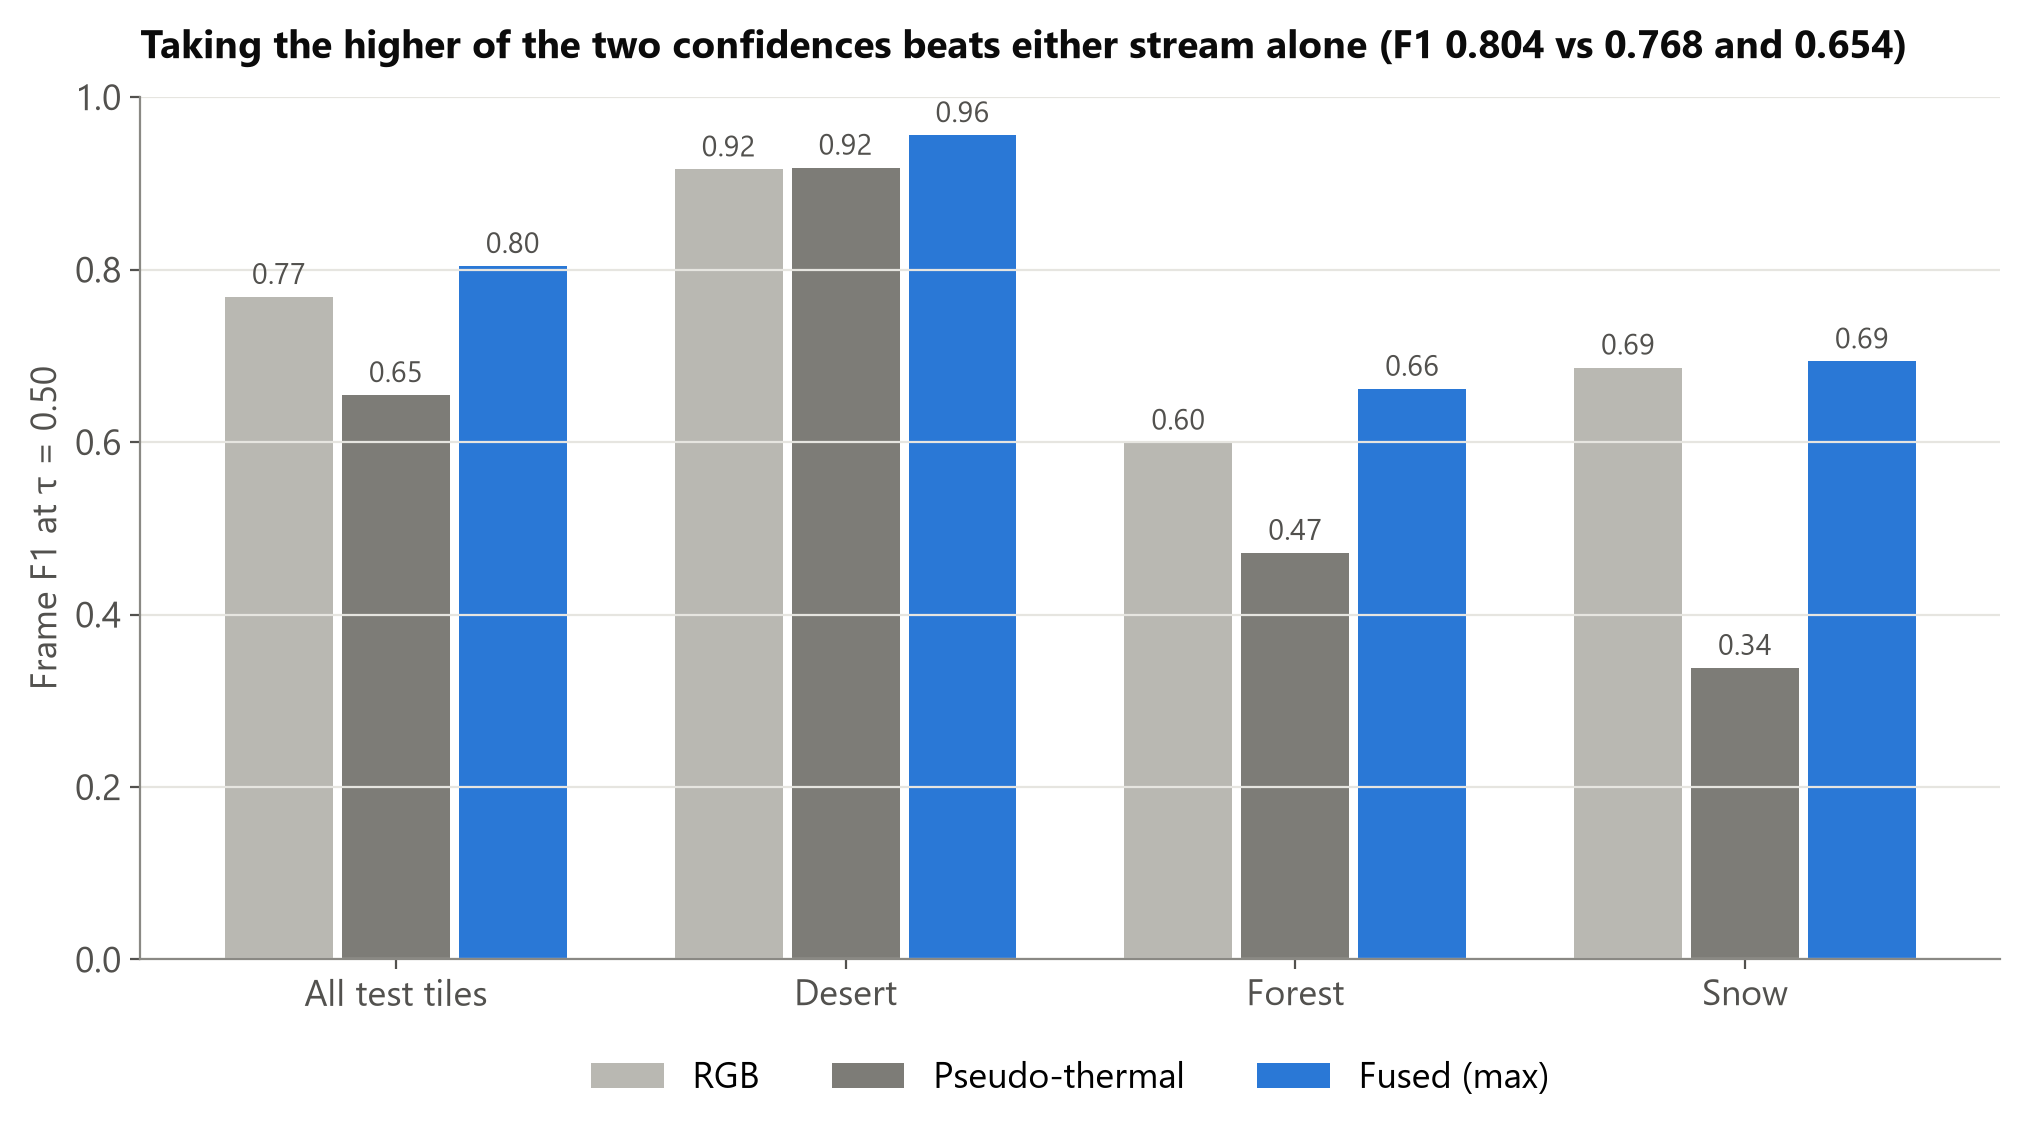 Taking the higher of the two confidences beats either stream alone (F1 0.804 vs 0.768 and 0.654)
Frame F1 at τ = 0.50
1.0
0.8
0.6
0.4
0.2
0.0
0.77
0.65
0.80
0.92
0.92
0.96
0.60
0.47
0.66
0.69
0.34
0.69
All test tiles
Desert
Forest
Snow
RGB
Pseudo-thermal
Fused (max)